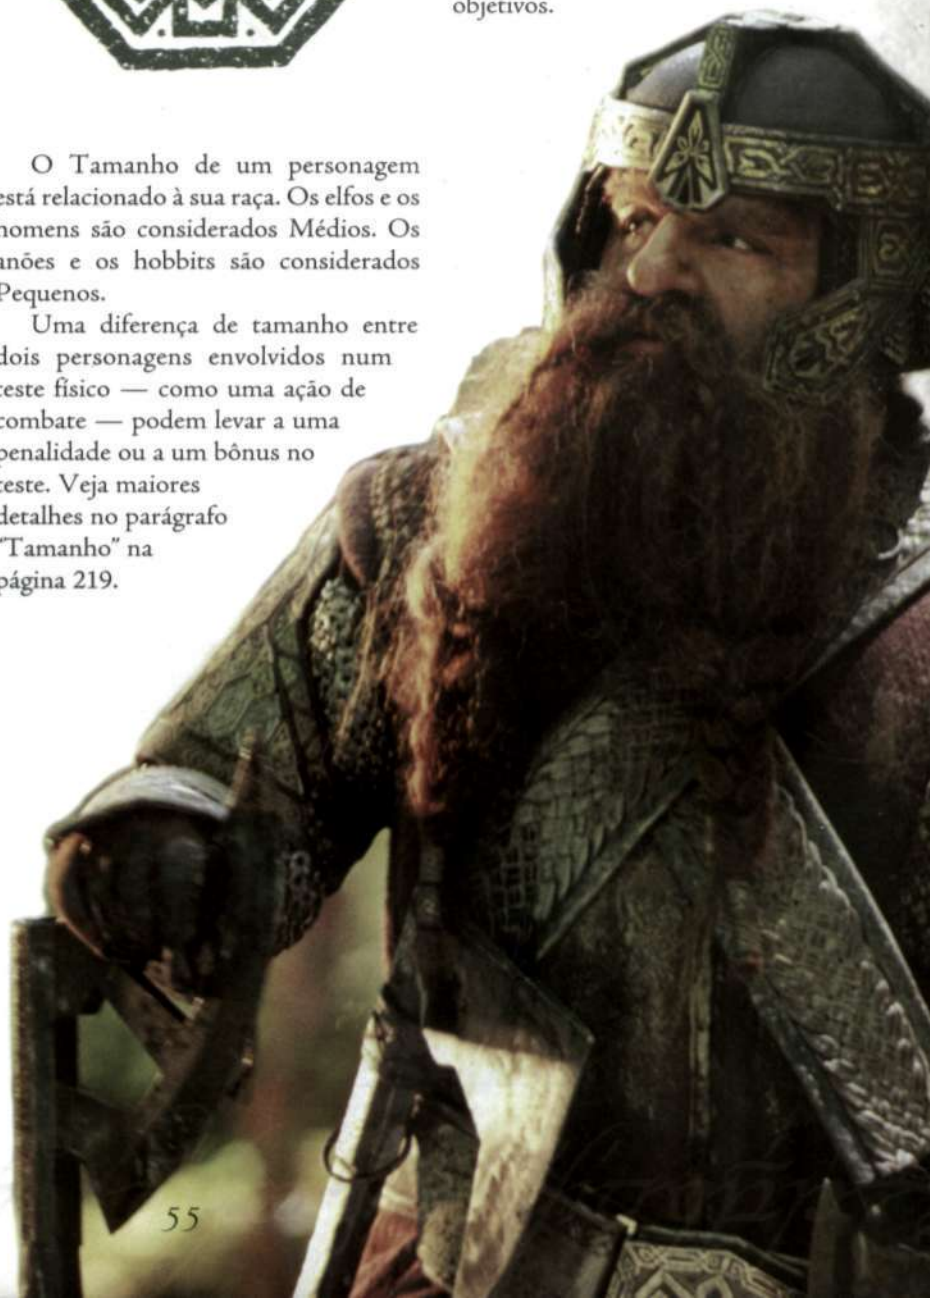 objetivos.
O Tamanho de um personagem
está relacionado à sua raça. Os elfos e os
homens são considerados Médios. Os
anões e os hobbits são considerados
Pequenos.
Uma diferença de tamanho entre
dois personagens envolvidos num
teste físico — como uma ação de
combate — podem levar a uma
penalidade ou a um bônus no
teste. Veja maiores
detalhes no parágrafo
"Tamanho" na
página 219.
55